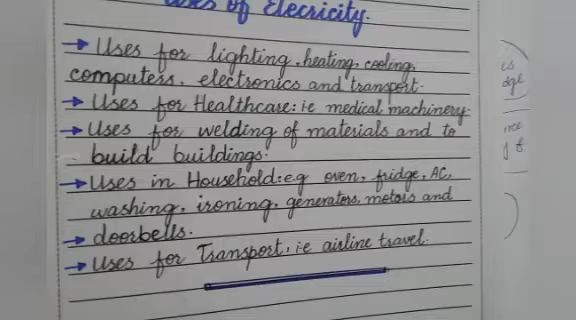 Uses of Elecricity.
→ Uses for lighting, heating, cooling,
computers, electronics and transport.
→ Uses for Healthcare: ie medical machinery
→ Uses for welding of materials and to
build buildings.
→ Uses in Household: e.g oven, fridge, AC,
washing, ironing, generators, motors and
→ doorbells.
→ Uses for Transport, i.e airline travel.